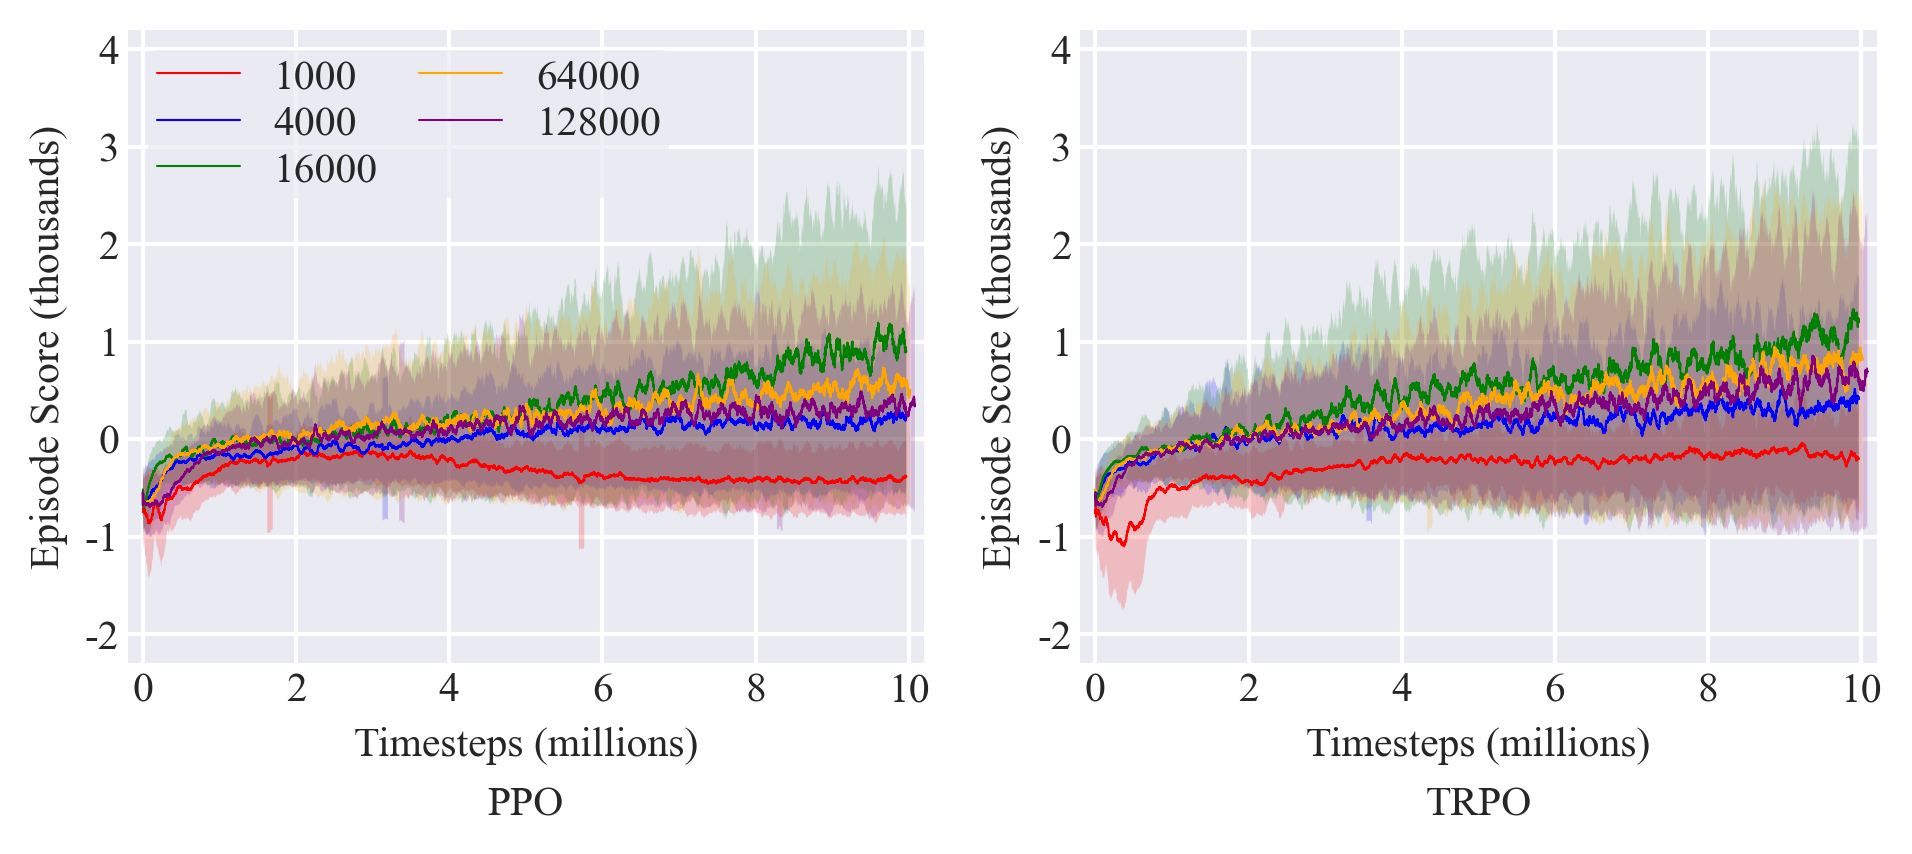 4
3
2
1
0
-1
-2
Episode Score (thousands)
1000
4000
16000
64000
128000
0 2 4 6 8 10
Timesteps (millions)
PPO
4
3
2
1
0
-1
-2
Episode Score (thousands)
0 2 4 6 8 10
Timesteps (millions)
TRPO